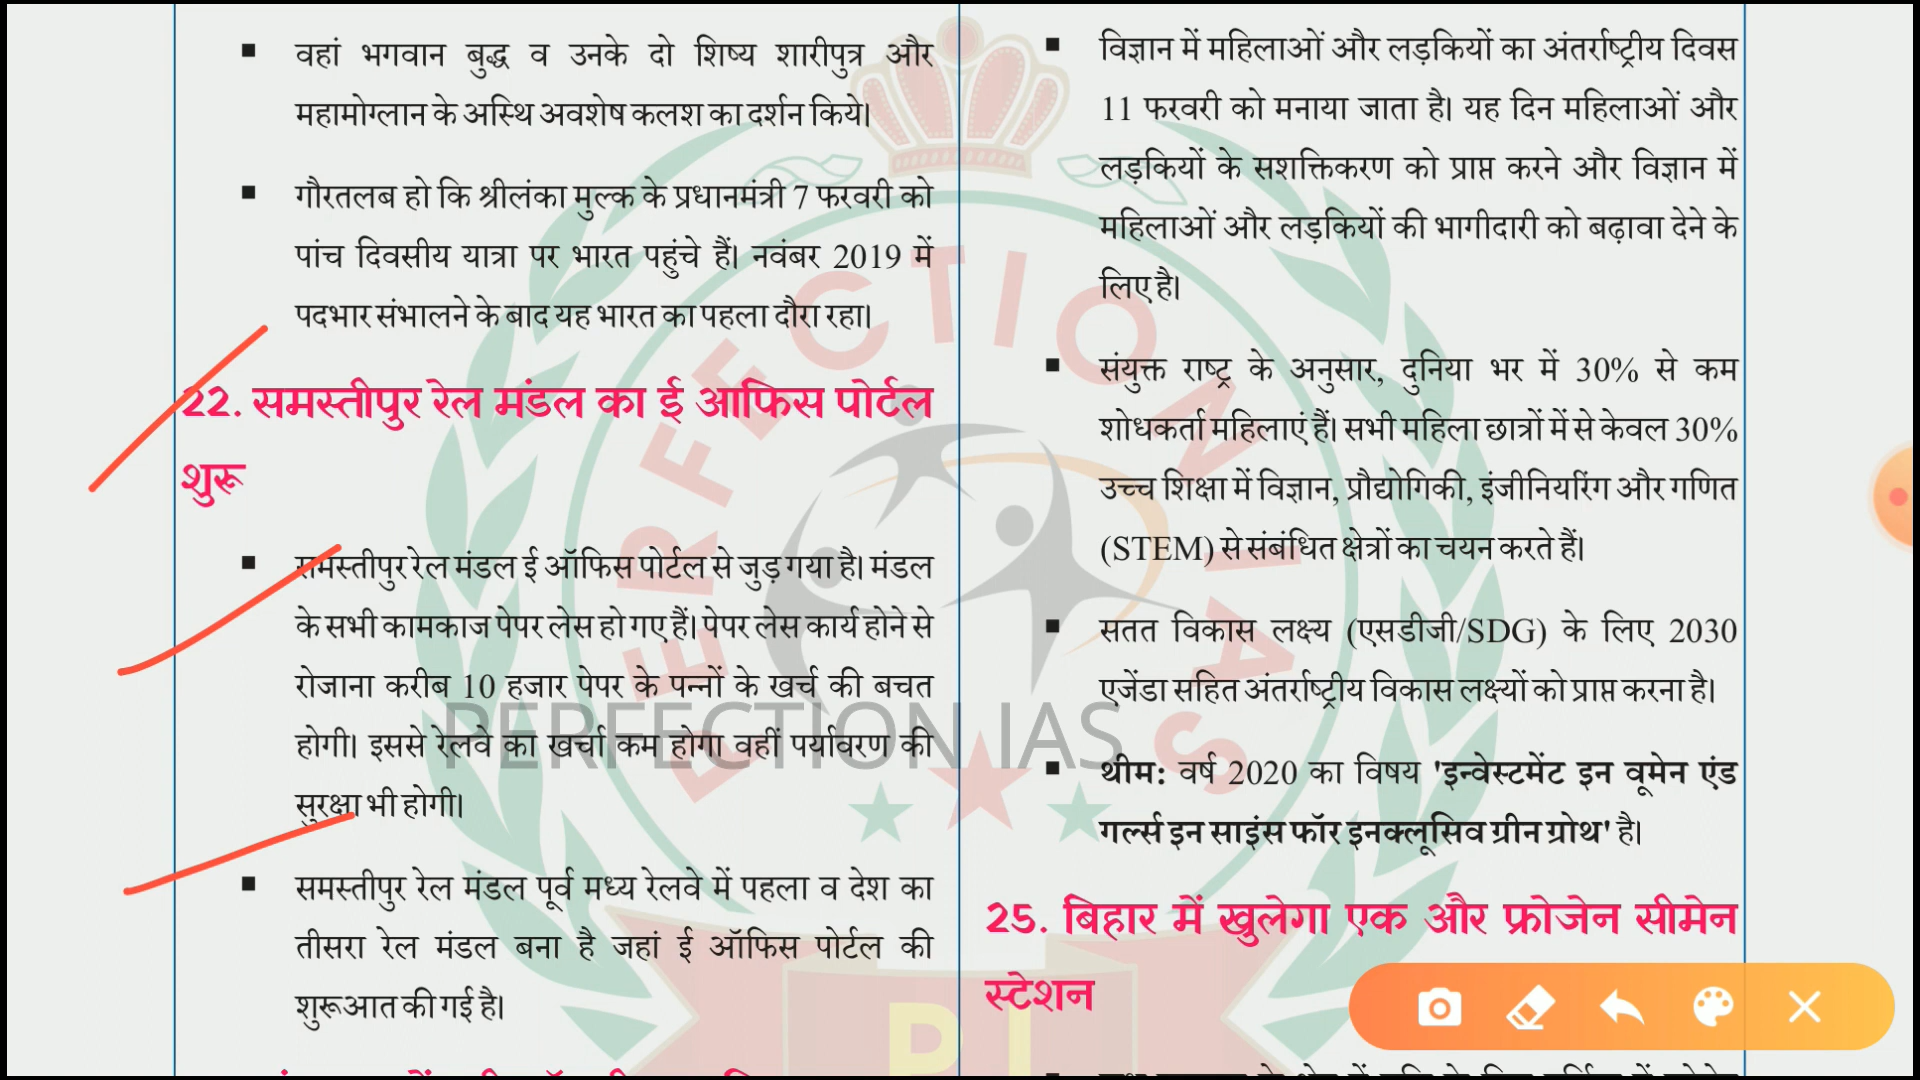 वहां भगवान बुद्ध व उनके दो शिष्य शारीपुत्र और
महामोग्लान के अस्थि अवशेष कलश का दर्शन किये।
गौरतलब हो कि श्रीलंका मुल्क के प्रधानमंत्री 7 फरवरी को
पांच दिवसीय यात्रा पर भारत पहुंचे हैं। नवंबर 2019 में
पदभार संभालने के बाद यह भारत का पहला दौरा रहा।
22. समस्तीपुर रेल मंडल का ई आफिस पोर्टल
शुरू
समस्तीपुर रेल मंडल ई ऑफिस पोर्टल से जुड़ गया है। मंडल
के सभी कामकाज पेपर लेस हो गए हैं। पेपर लेस कार्य होने से
रोजाना करीब 10 हजार पेपर के पन्नों के खर्च की बचत
होगी। इससे रेलवे का खर्चा कम होगा वहीं पर्यावरण की
सुरक्षा भी होगी।
समस्तीपुर रेल मंडल पूर्व मध्य रेलवे में पहला व देश का
तीसरा रेल मंडल बना है जहां ई ऑफिस पोर्टल की
शुरूआत की गई है।
विज्ञान में महिलाओं और लड़कियों का अंतर्राष्ट्रीय दिवस
11 फरवरी को मनाया जाता है। यह दिन महिलाओं और
लड़कियों के सशक्तिकरण को प्राप्त करने और विज्ञान में
महिलाओं और लड़कियों की भागीदारी को बढ़ावा देने के
लिए है।
संयुक्त राष्ट्र के अनुसार, दुनिया भर में 30% से कम
शोधकर्ता महिलाएं हैं। सभी महिला छात्रों में से केवल 30%
उच्च शिक्षा में विज्ञान, प्रौद्योगिकी, इंजीनियरिंग और गणित
(STEM) से संबंधित क्षेत्रों का चयन करते हैं।
सतत विकास लक्ष्य (एसडीजी/SDG) के लिए 2030
एजेंडा सहित अंतर्राष्ट्रीय विकास लक्ष्यों को प्राप्त करना है।
थीम: वर्ष 2020 का विषय 'इन्वेस्टमेंट इन वूमेन एंड
गर्ल्स इन साइंस फॉर इनक्लूसिव ग्रीन ग्रोथ' है।
25. बिहार में खुलेगा एक और फ्रोजेन सीमेन
स्टेशन
PERFECTION IAS
PERFECTION IAS
PI